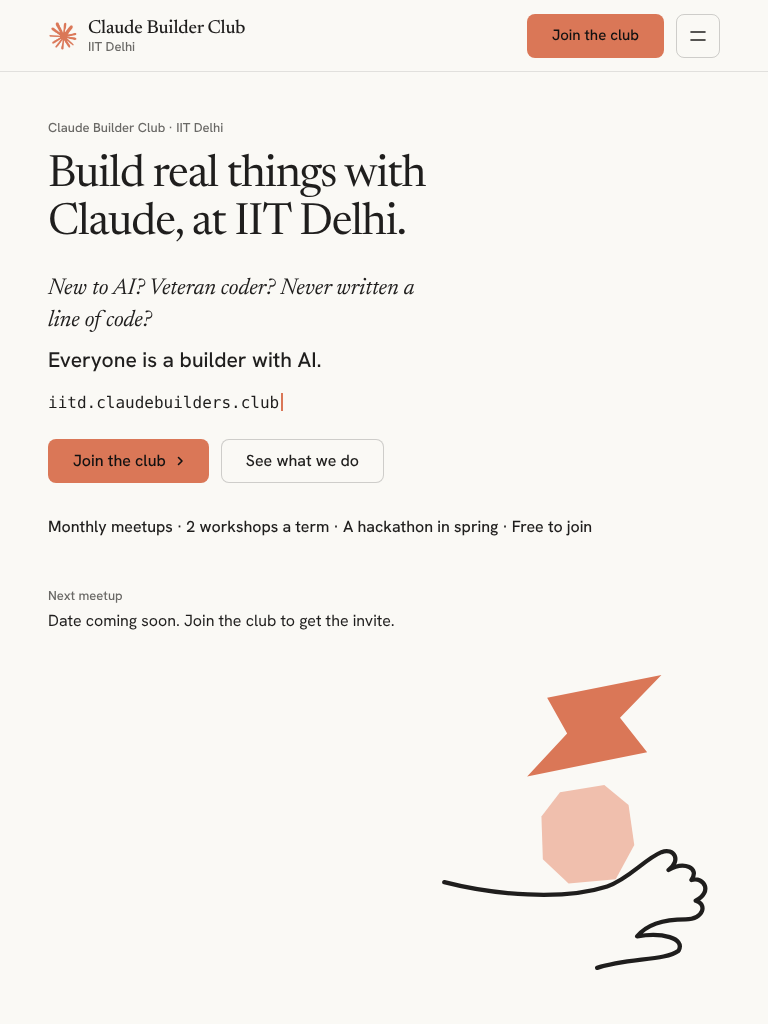 Claude Builder Club
IIT Delhi
Join the club
Claude Builder Club · IIT Delhi
Build real things with
Claude, at IIT Delhi.
New to AI? Veteran coder? Never written a
line of code?
Everyone is a builder with AI.
iitd.claudebuilders.club
Join the club
See what we do
Monthly meetups · 2 workshops a term · A hackathon in spring · Free to join
Next meetup
Date coming soon. Join the club to get the invite.